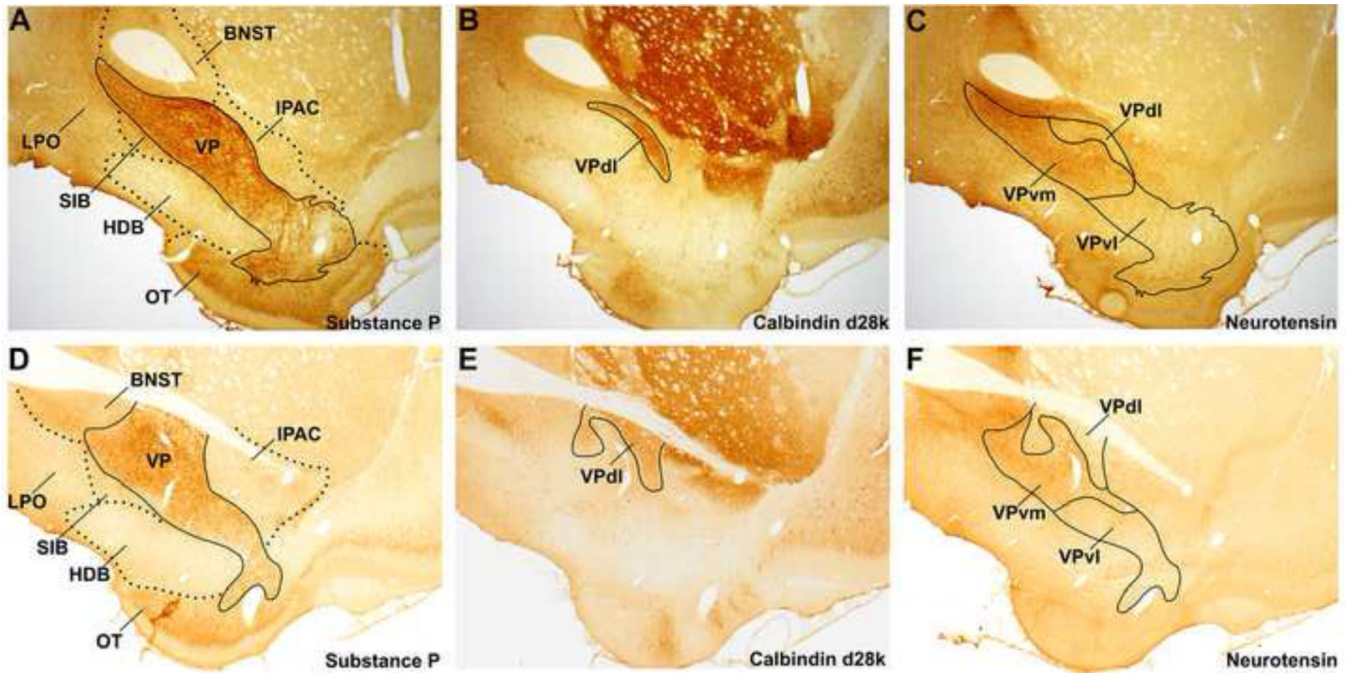 A
BNST
IPAC
LPO
VP
SIB
HDB
OT
Substance P
B
VPdl
Calbindin d28k
C
VPdl
VPvm
VPvl
Neurotensin
D
BNST
IPAC
VP
LPO
SIB
HDB
OT
Substance P
E
VPdl
Calbindin d28k
F
VPdl
VPvm
VPvl
Neurotensin